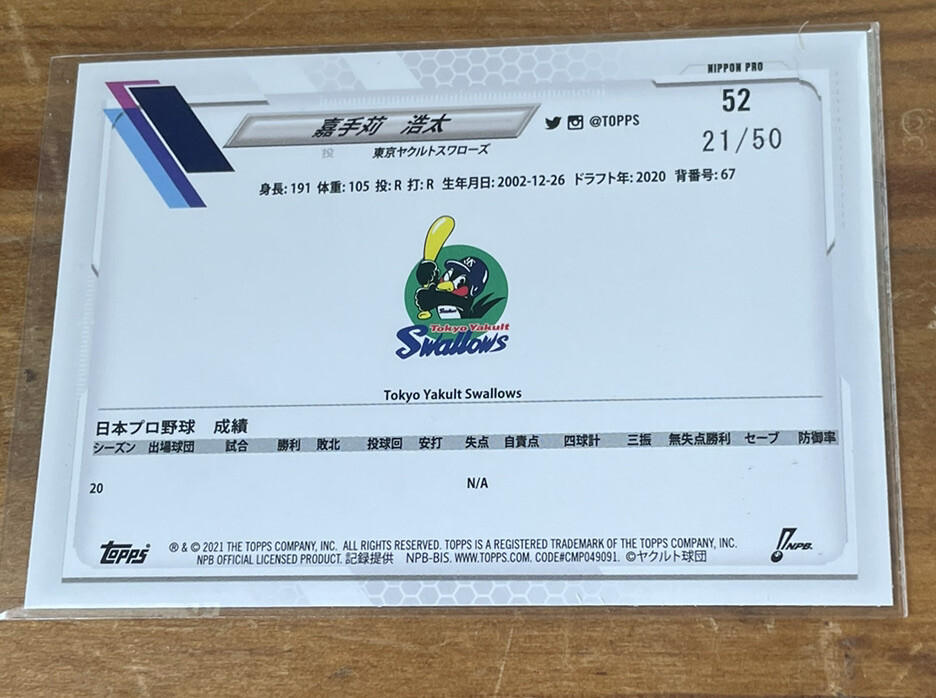 NIPPON PRO
52
21/50
嘉手苅 浩太
@TOPPS
投 東京ヤクルトスワローズ
身長: 191 体重: 105 投: R 打: R 生年月日: 2002-12-26 ドラフト年: 2020 背番号: 67
Tokyo Yakult
Swallows
Tokyo Yakult Swallows
日本プロ野球 成績
シーズン 出場球団 試合 勝利 敗北 投球回 安打 失点 自責点 四球計 三振 無失点勝利 セーブ 防御率
20 N/A
Topps
® & © 2021 THE TOPPS COMPANY, INC. ALL RIGHTS RESERVED. TOPPS IS A REGISTERED TRADEMARK OF THE TOPPS COMPANY, INC.
NPB OFFICIAL LICENSED PRODUCT. 記録提供 NPB-BIS. WWW.TOPPS.COM. CODE#CMP049091. ©ヤクルト球団
NPB.